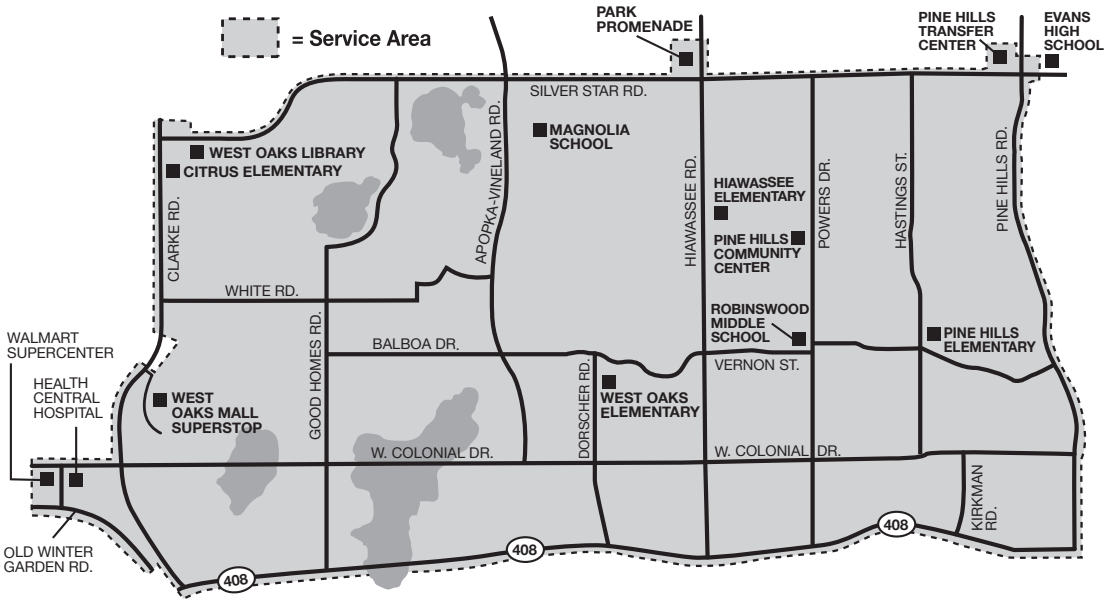 = Service Area
PARK
PROMENADE
PINE HILLS
TRANSFER
CENTER
EVANS
HIGH
SCHOOL
SILVER STAR RD.
MAGNOLIA
SCHOOL
WEST OAKS LIBRARY
CITRUS ELEMENTARY
CLARKE RD.
APOPKA-VINELAND RD.
HIAWASSEE RD.
HIAWASSEE
ELEMENTARY
PINE HILLS
COMMUNITY
CENTER
POWERS DR.
HASTINGS ST.
PINE HILLS RD.
WHITE RD.
GOOD HOMES RD.
BALBOA DR.
ROBINSWOOD
MIDDLE
SCHOOL
PINE HILLS
ELEMENTARY
VERNON ST.
WALMART
SUPERCENTER
HEALTH
CENTRAL
HOSPITAL
WEST
OAKS MALL
SUPERSTOP
DORSCHER RD.
WEST OAKS
ELEMENTARY
W. COLONIAL DR.
W. COLONIAL DR.
KIRKMAN
RD.
OLD WINTER
GARDEN RD.
408
408
408